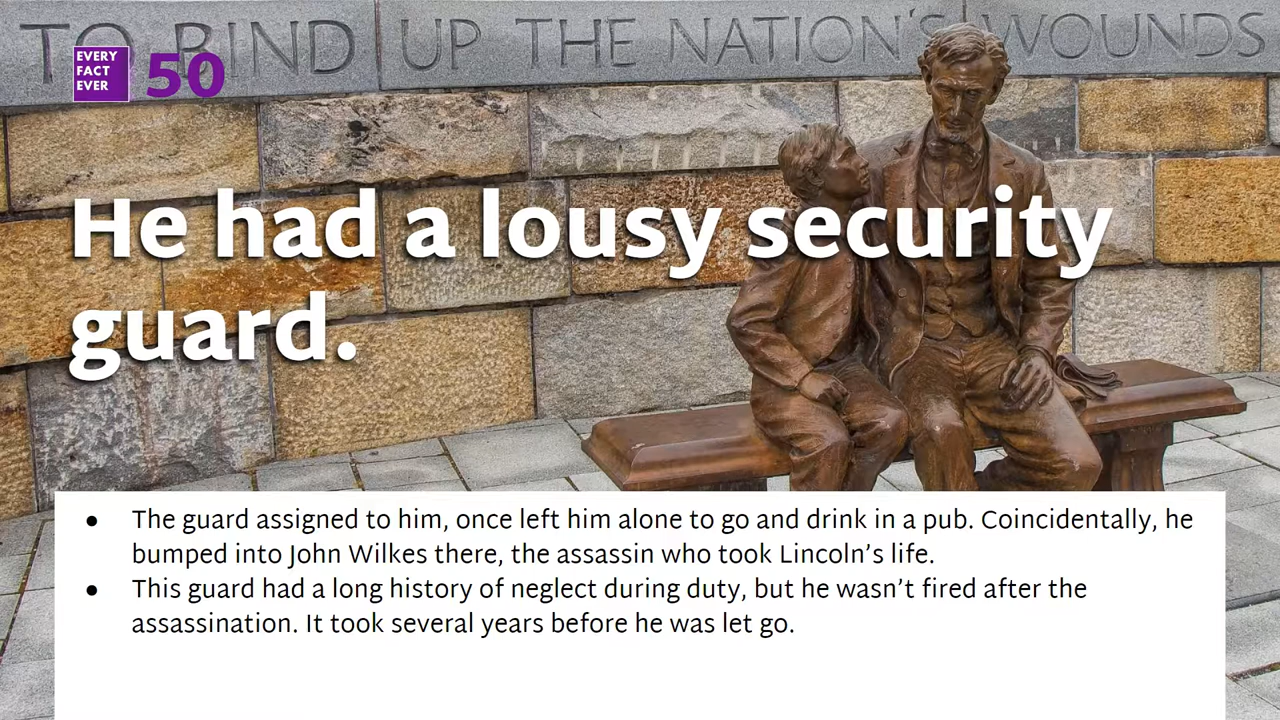 TO BIND UP THE NATION'S WOUNDS
EVERY
FACT
EVER
50
He had a lousy security
guard.
● The guard assigned to him, once left him alone to go and drink in a pub. Coincidentally, he
bumped into John Wilkes there, the assassin who took Lincoln’s life.
● This guard had a long history of neglect during duty, but he wasn’t fired after the
assassination. It took several years before he was let go.